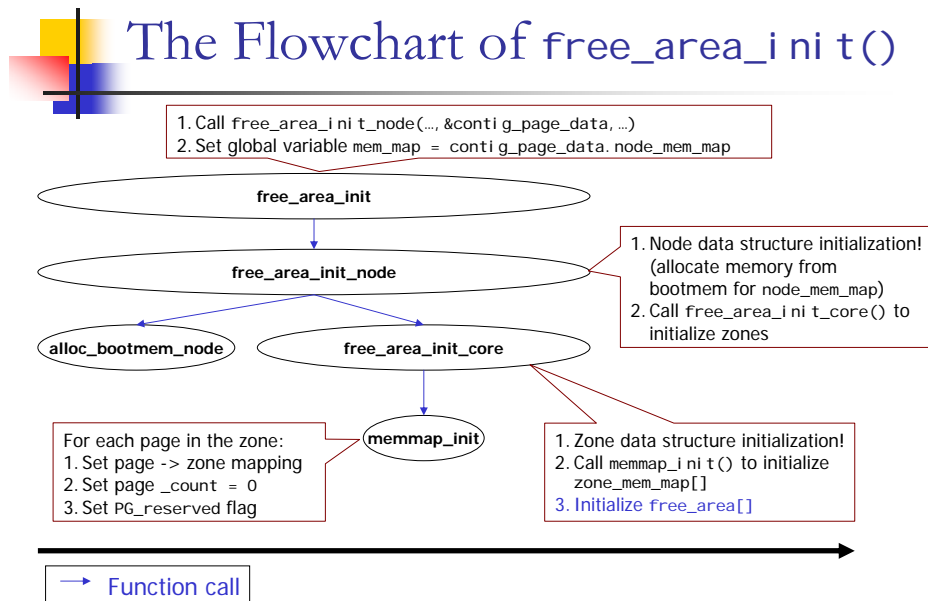 The Flowchart of free_area_init()
1. Call free_area_init_node(…, &contig_page_data, …)
2. Set global variable mem_map = contig_page_data.node_mem_map
free_area_init
free_area_init_node
1. Node data structure initialization!
(allocate memory from
bootmem for node_mem_map)
2. Call free_area_init_core() to
initialize zones
alloc_bootmem_node
free_area_init_core
memmap_init
For each page in the zone:
1. Set page -> zone mapping
2. Set page _count = 0
3. Set PG_reserved flag
1. Zone data structure initialization!
2. Call memmap_init() to initialize
zone_mem_map[]
3. Initialize free_area[]
Function call